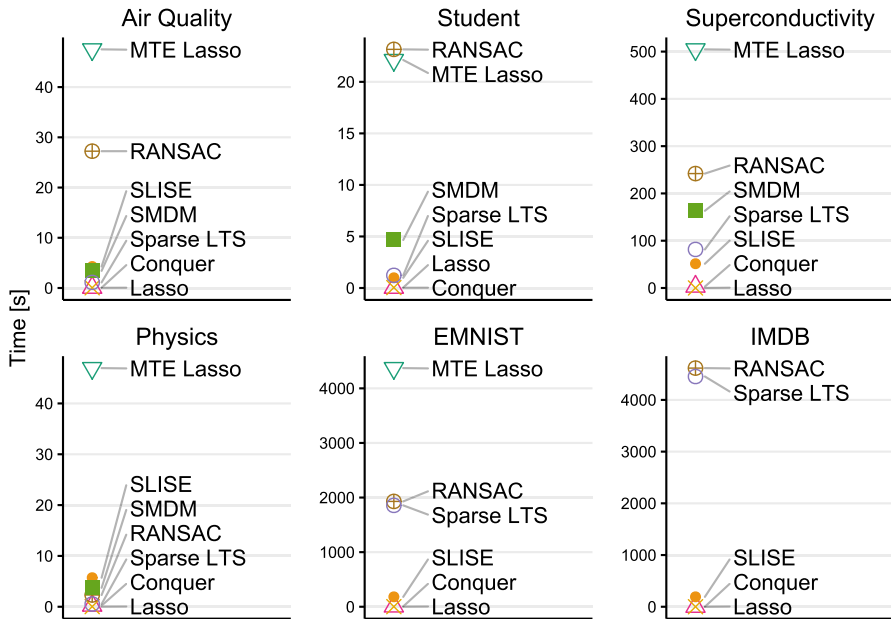 Air Quality
MTE Lasso
40
30
RANSAC
20
SLISE
SMDM
10
Sparse LTS
Conquer
0
Lasso
Student
RANSAC
MTE Lasso
20
15
10
SMDM
Sparse LTS
5
SLISE
Lasso
0
Conquer
Superconductivity
500
MTE Lasso
400
300
RANSAC
200
SMDM
Sparse LTS
100
SLISE
Conquer
0
Lasso
Time [s]
Physics
MTE Lasso
40
30
SLISE
20
SMDM
RANSAC
10
Sparse LTS
Conquer
0
Lasso
EMNIST
MTE Lasso
4000
3000
2000
RANSAC
Sparse LTS
1000
SLISE
Conquer
0
Lasso
IMDB
RANSAC
Sparse LTS
4000
3000
2000
1000
SLISE
Conquer
0
Lasso